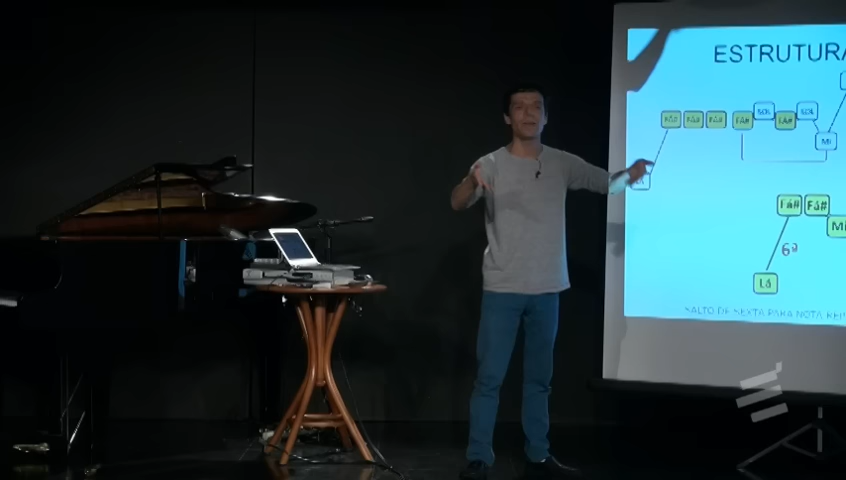 ESTRUTURA
FÁ# FÁ# FÁ# FÁ# SOL FÁ# SOL
MI
Fá# Fá#
Mi
6ª
Lá
SALTO DE SEXTA PARA NOTA